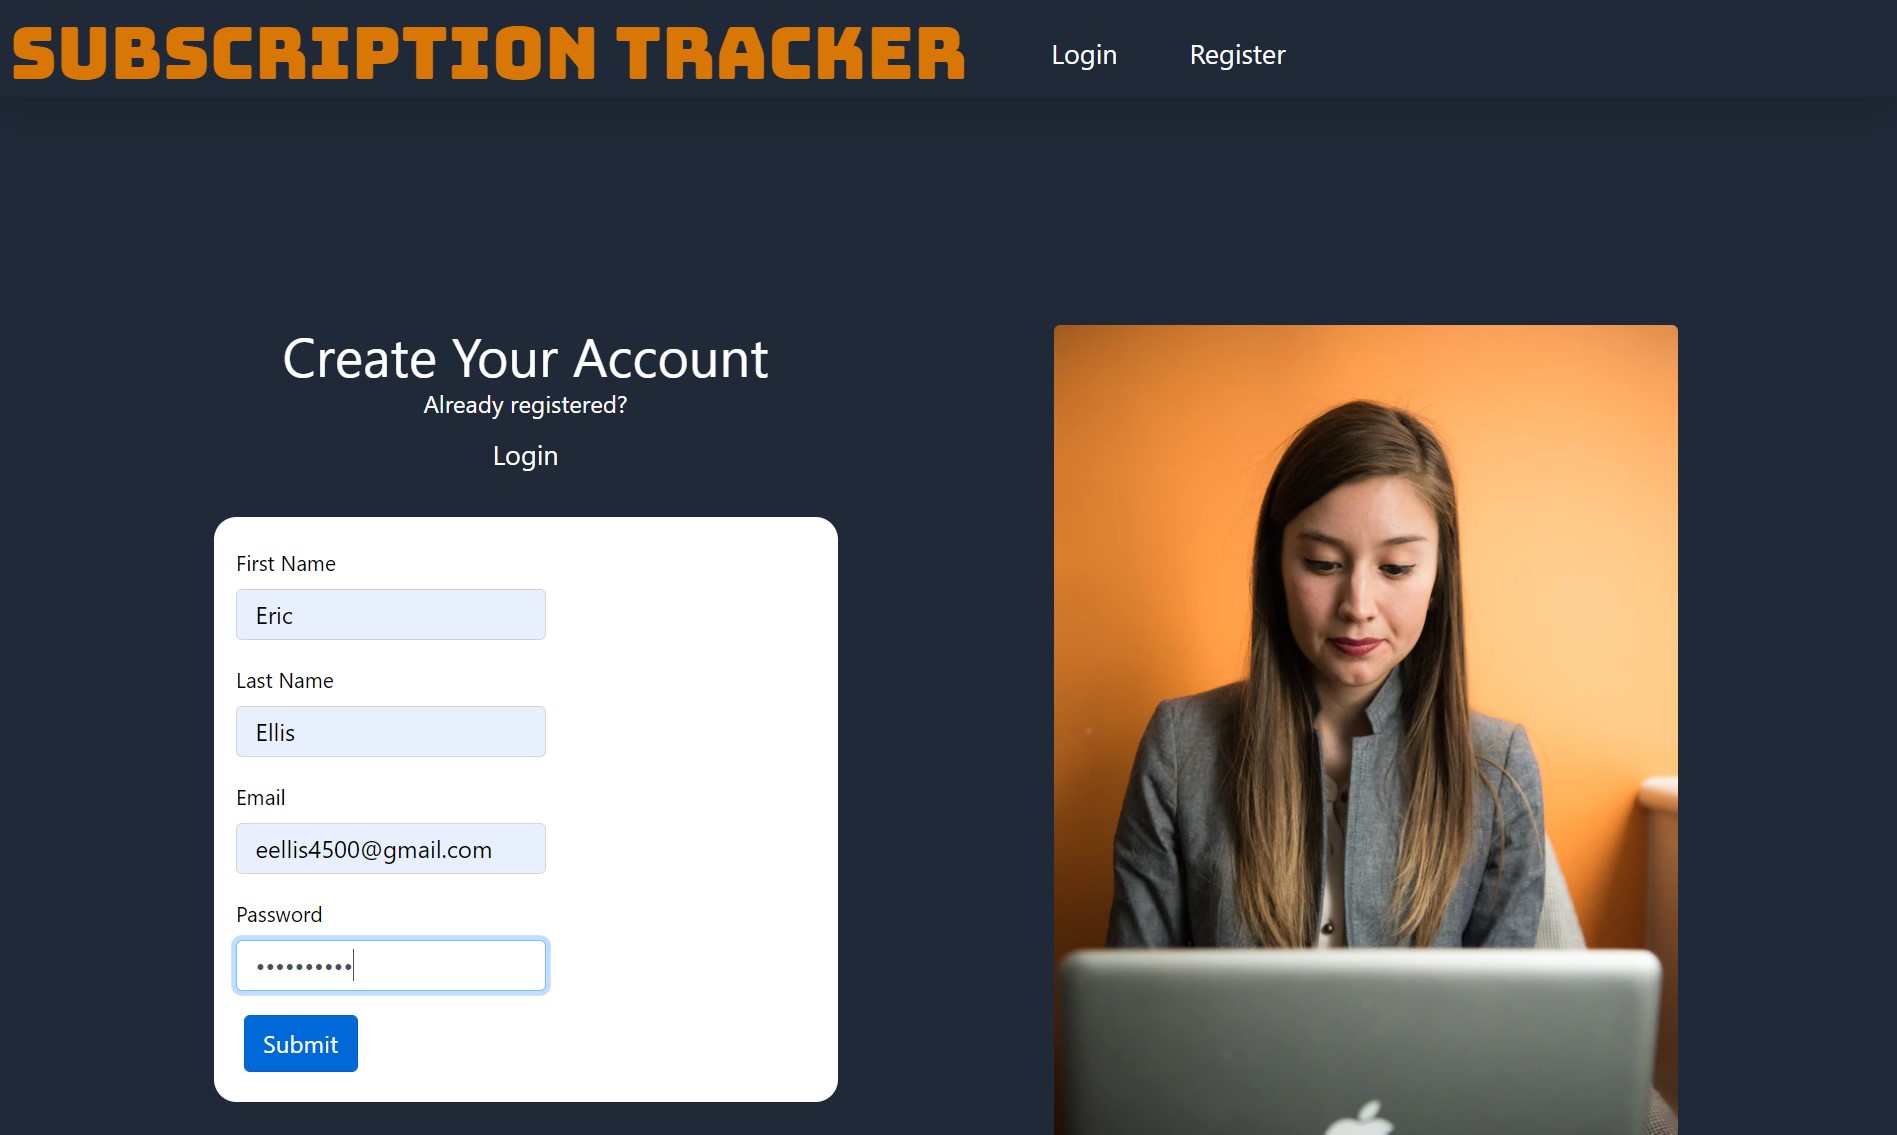 SUBSCRIPTION TRACKER
Login
Register
Create Your Account
Already registered?
Login
First Name
Eric
Last Name
Ellis
Email
eellis4500@gmail.com
Password
••••••••••
Submit